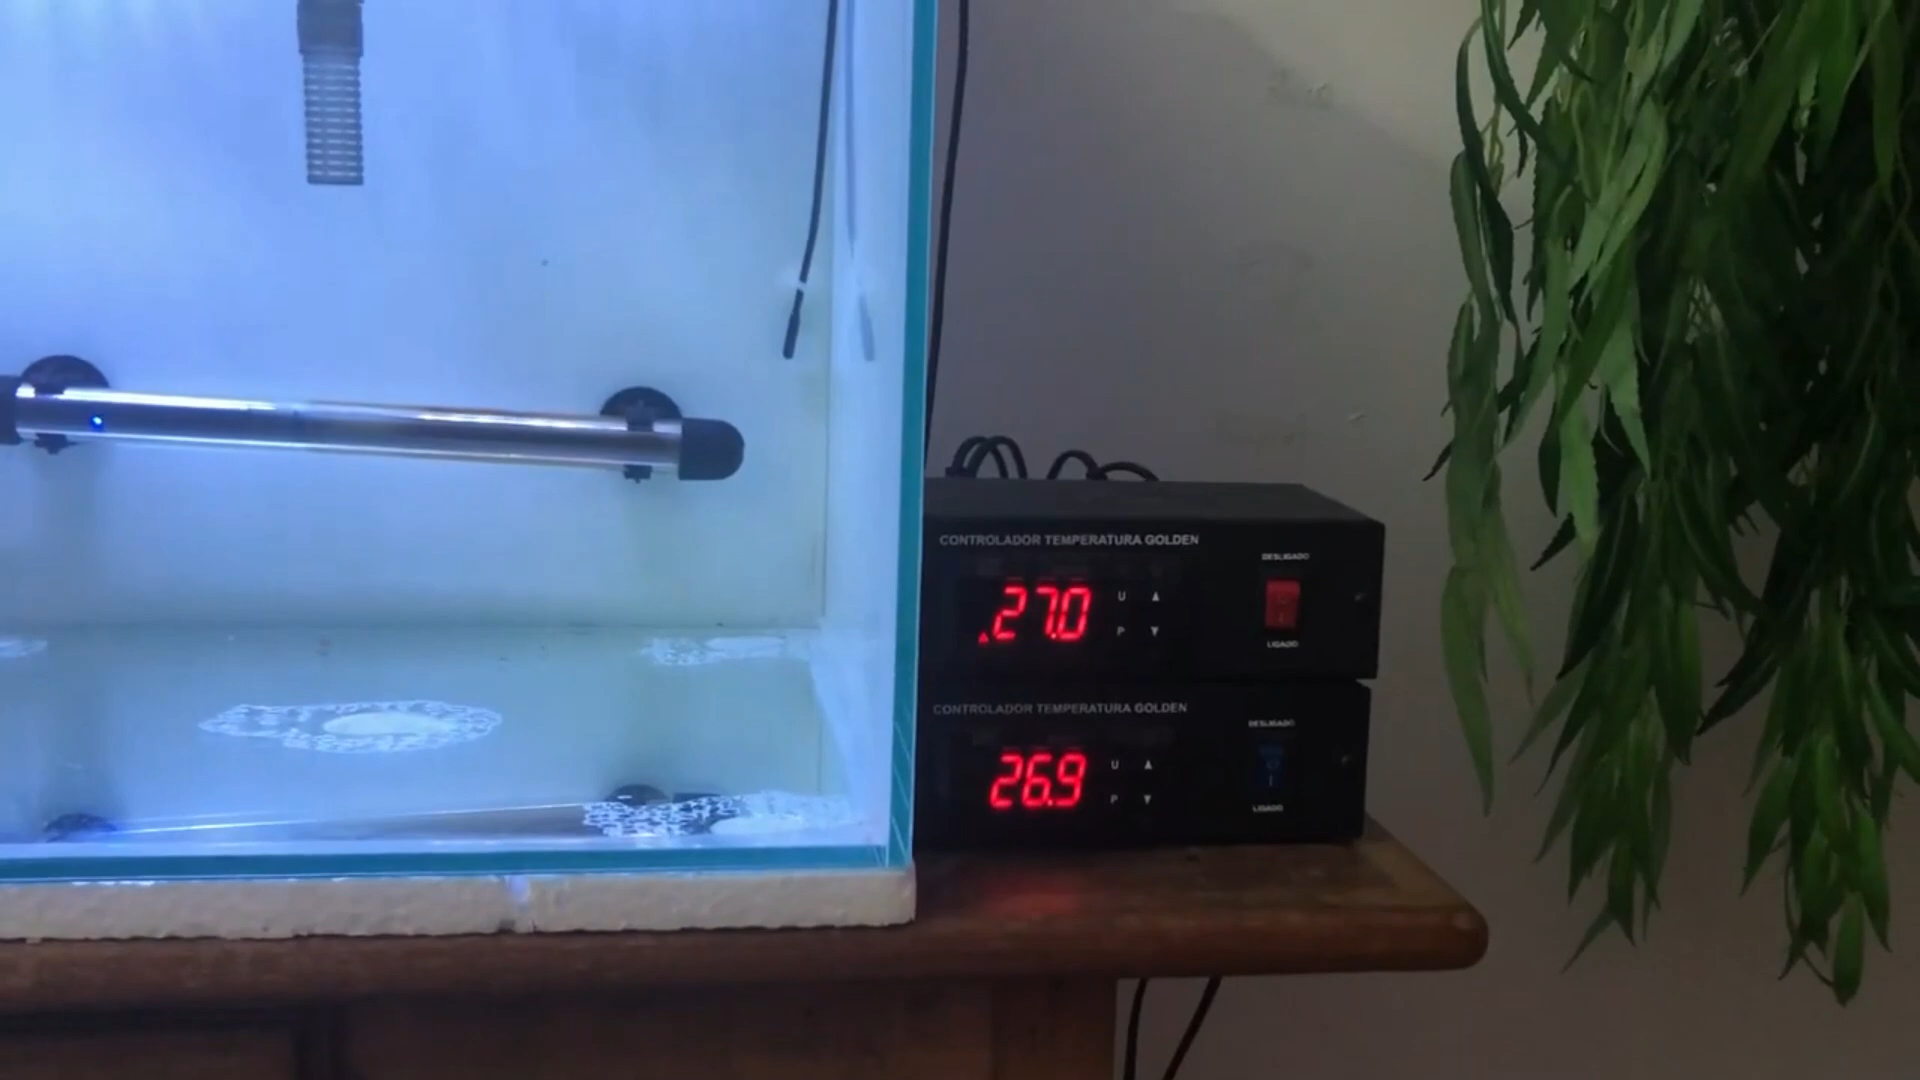 CONTROLADOR TEMPERATURA GOLDEN
DESLIGADO
27.0
U ▲
P ▼
LIGADO
CONTROLADOR TEMPERATURA GOLDEN
DESLIGADO
26.9
U ▲
P ▼
LIGADO